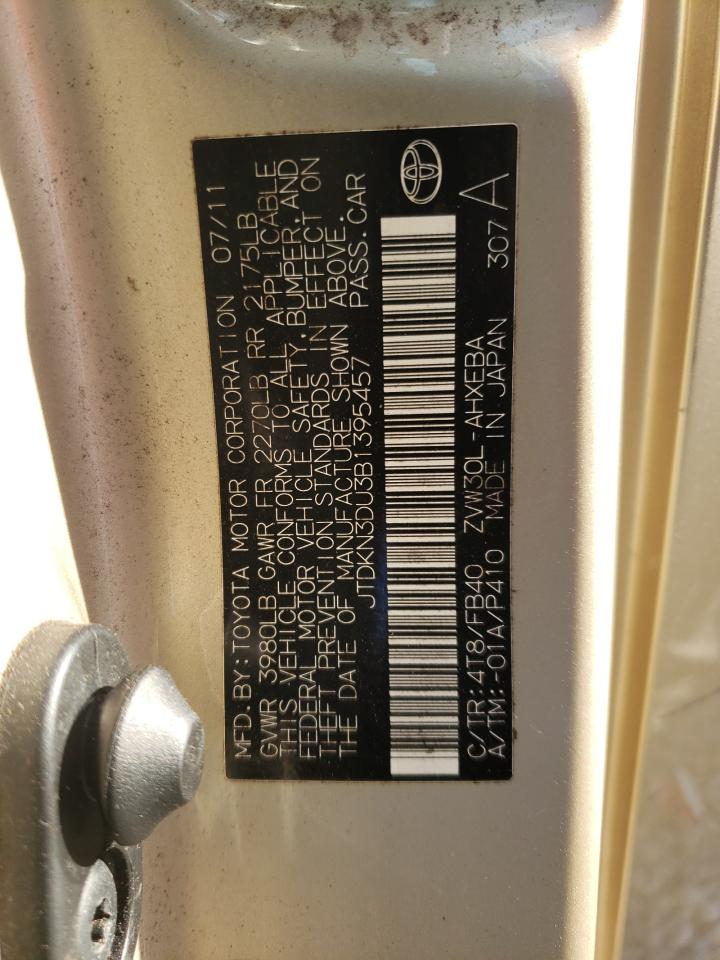 MFD.BY:TOYOTA MOTOR CORPORATION 07/11
GVWR 3980LB GAWR FR 2270LB RR 2175LB
THIS VEHICLE CONFORMS TO ALL APPLICABLE
FEDERAL MOTOR VEHICLE SAFETY, BUMPER, AND
THEFT PREVENTION STANDARDS IN EFFECT ON
THE DATE OF MANUFACTURE SHOWN ABOVE.
JTDKN3DU3B1395457 PASS.CAR
C/TR:4T8/FB40 ZVW30L-AHXEBA
A/TM:-01A/P410 MADE IN JAPAN 307 A